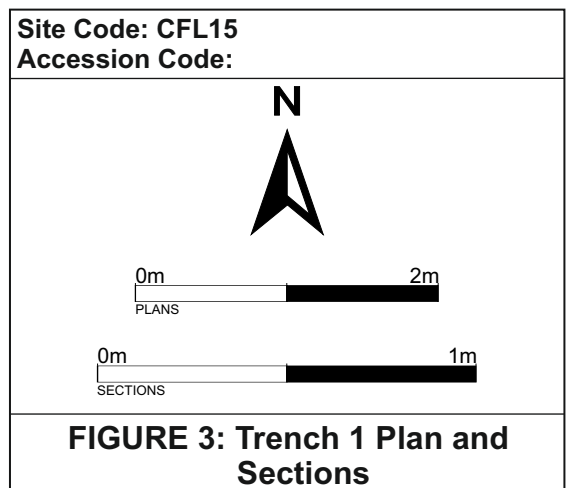 Site Code: CFL15
Accession Code:
N
0m 2m
PLANS
0m 1m
SECTIONS
FIGURE 3: Trench 1 Plan and
Sections